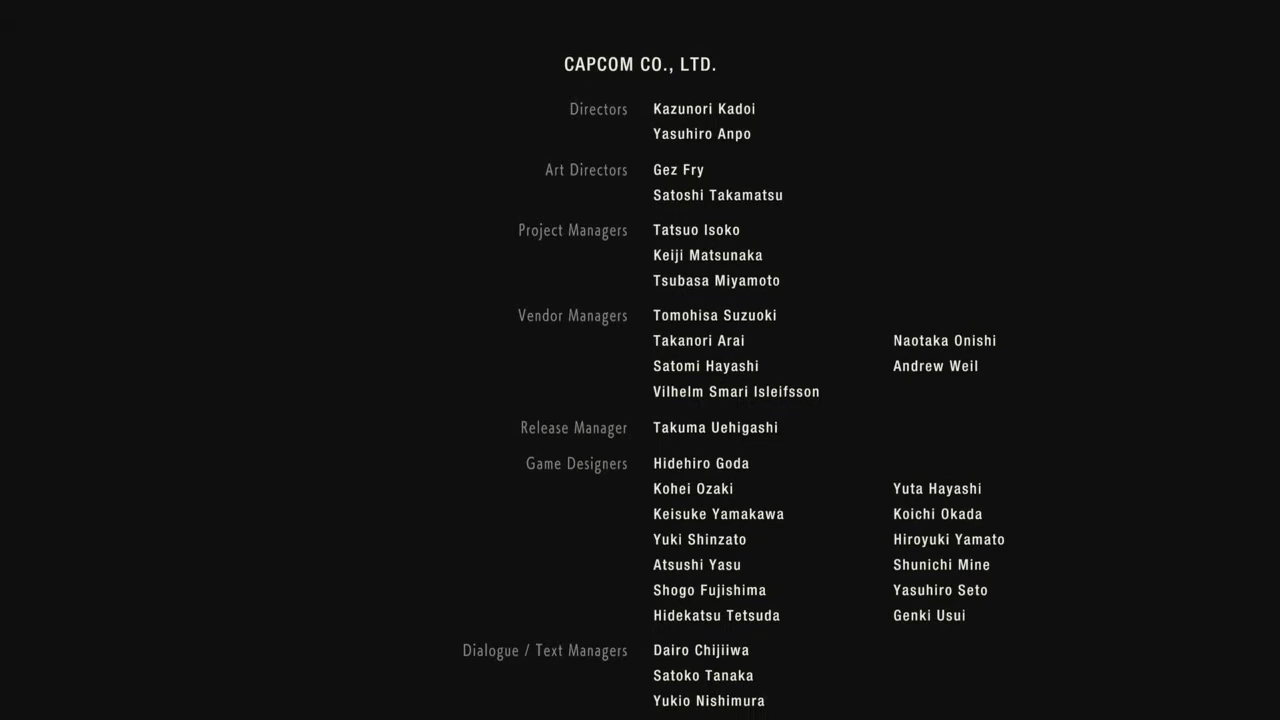 CAPCOM CO., LTD.
Directors Kazunori Kadoi
Yasuhiro Anpo
Art Directors Gez Fry
Satoshi Takamatsu
Project Managers Tatsuo Isoko
Keiji Matsunaka
Tsubasa Miyamoto
Vendor Managers Tomohisa Suzuoki
Takanori Arai Naotaka Onishi
Satomi Hayashi Andrew Weil
Vilhelm Smari Isleifsson
Release Manager Takuma Uehigashi
Game Designers Hidehiro Goda
Kohei Ozaki Yuta Hayashi
Keisuke Yamakawa Koichi Okada
Yuki Shinzato Hiroyuki Yamato
Atsushi Yasu Shunichi Mine
Shogo Fujishima Yasuhiro Seto
Hidekatsu Tetsuda Genki Usui
Dialogue / Text Managers Dairo Chijiiwa
Satoko Tanaka
Yukio Nishimura